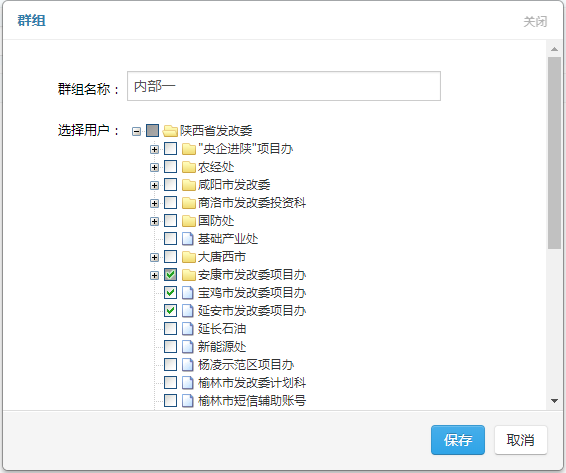 群组 关闭
群组名称： 内部一
选择用户： 陕西省发改委
"央企进陕"项目办
农经处
咸阳市发改委
商洛市发改委投资科
国防处
基础产业处
大唐西市
安康市发改委项目办
宝鸡市发改委项目办
延安市发改委项目办
延长石油
新能源处
杨凌示范区项目办
榆林市发改委计划科
榆林市短信辅助账号
保存 取消